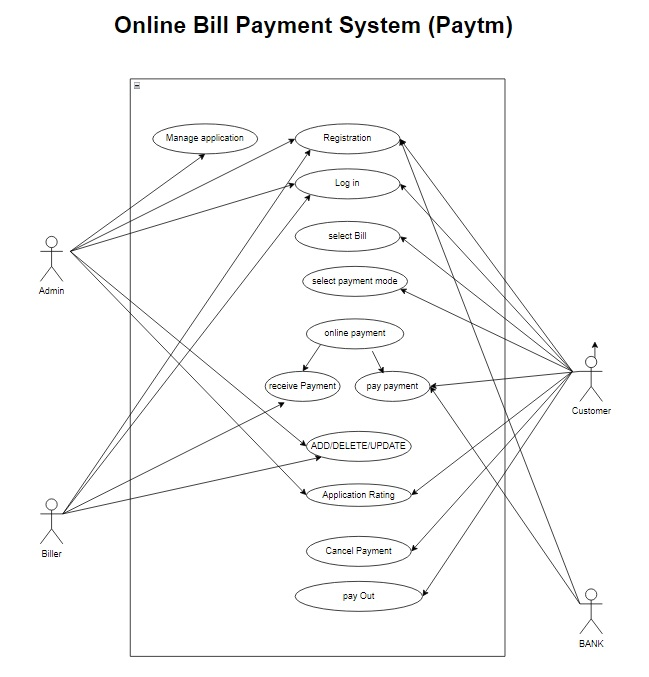 Online Bill Payment System (Paytm)
Manage application
Registration
Log in
select Bill
select payment mode
online payment
receive Payment
pay payment
ADD/DELETE/UPDATE
Application Rating
Cancel Payment
pay Out
Admin
Customer
Biller
BANK